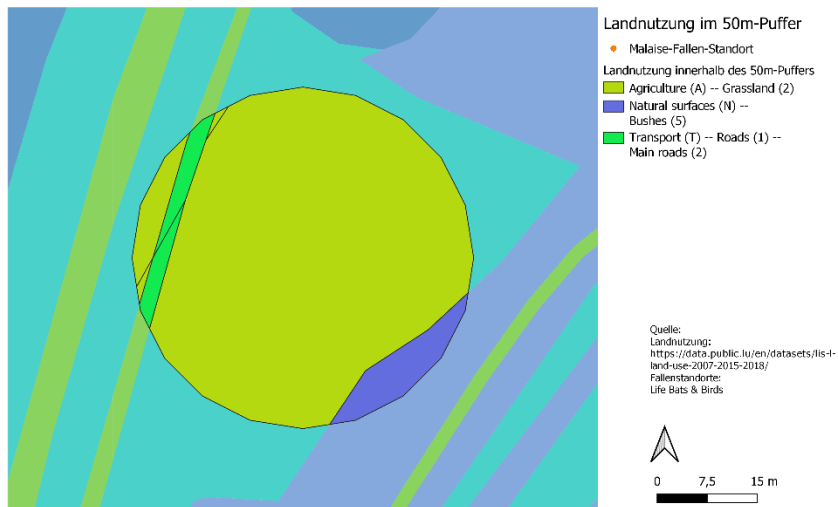 Landnutzung im 50m-Puffer
Malaise-Fallen-Standort
Landnutzung innerhalb des 50m-Puffers
Agriculture (A) -- Grassland (2)
Natural surfaces (N) --
Bushes (5)
Transport (T) -- Roads (1) --
Main roads (2)
Quelle:
Landnutzung:
https://data.public.lu/en/datasets/lis-l-
land-use-2007-2015-2018/
Fallenstandorte:
Life Bats & Birds
0 7,5 15 m